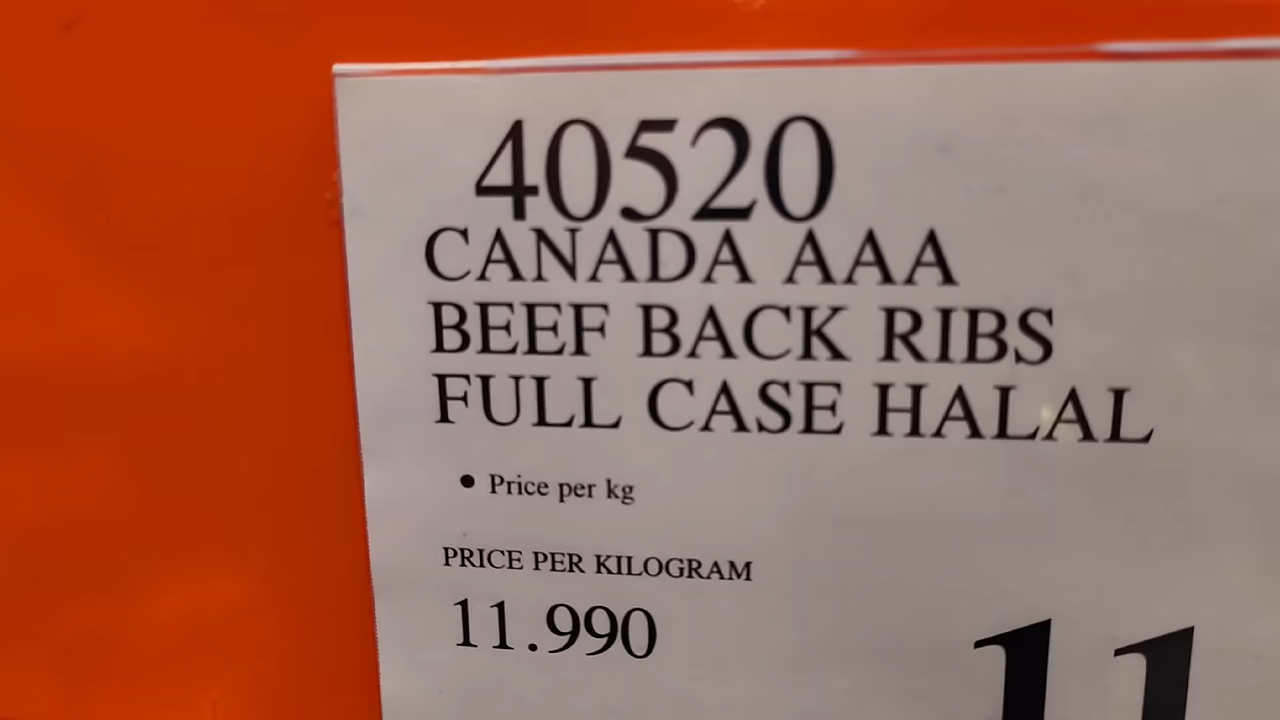 40520
CANADA AAA
BEEF BACK RIBS
FULL CASE HALAL
• Price per kg
PRICE PER KILOGRAM
11.990
11